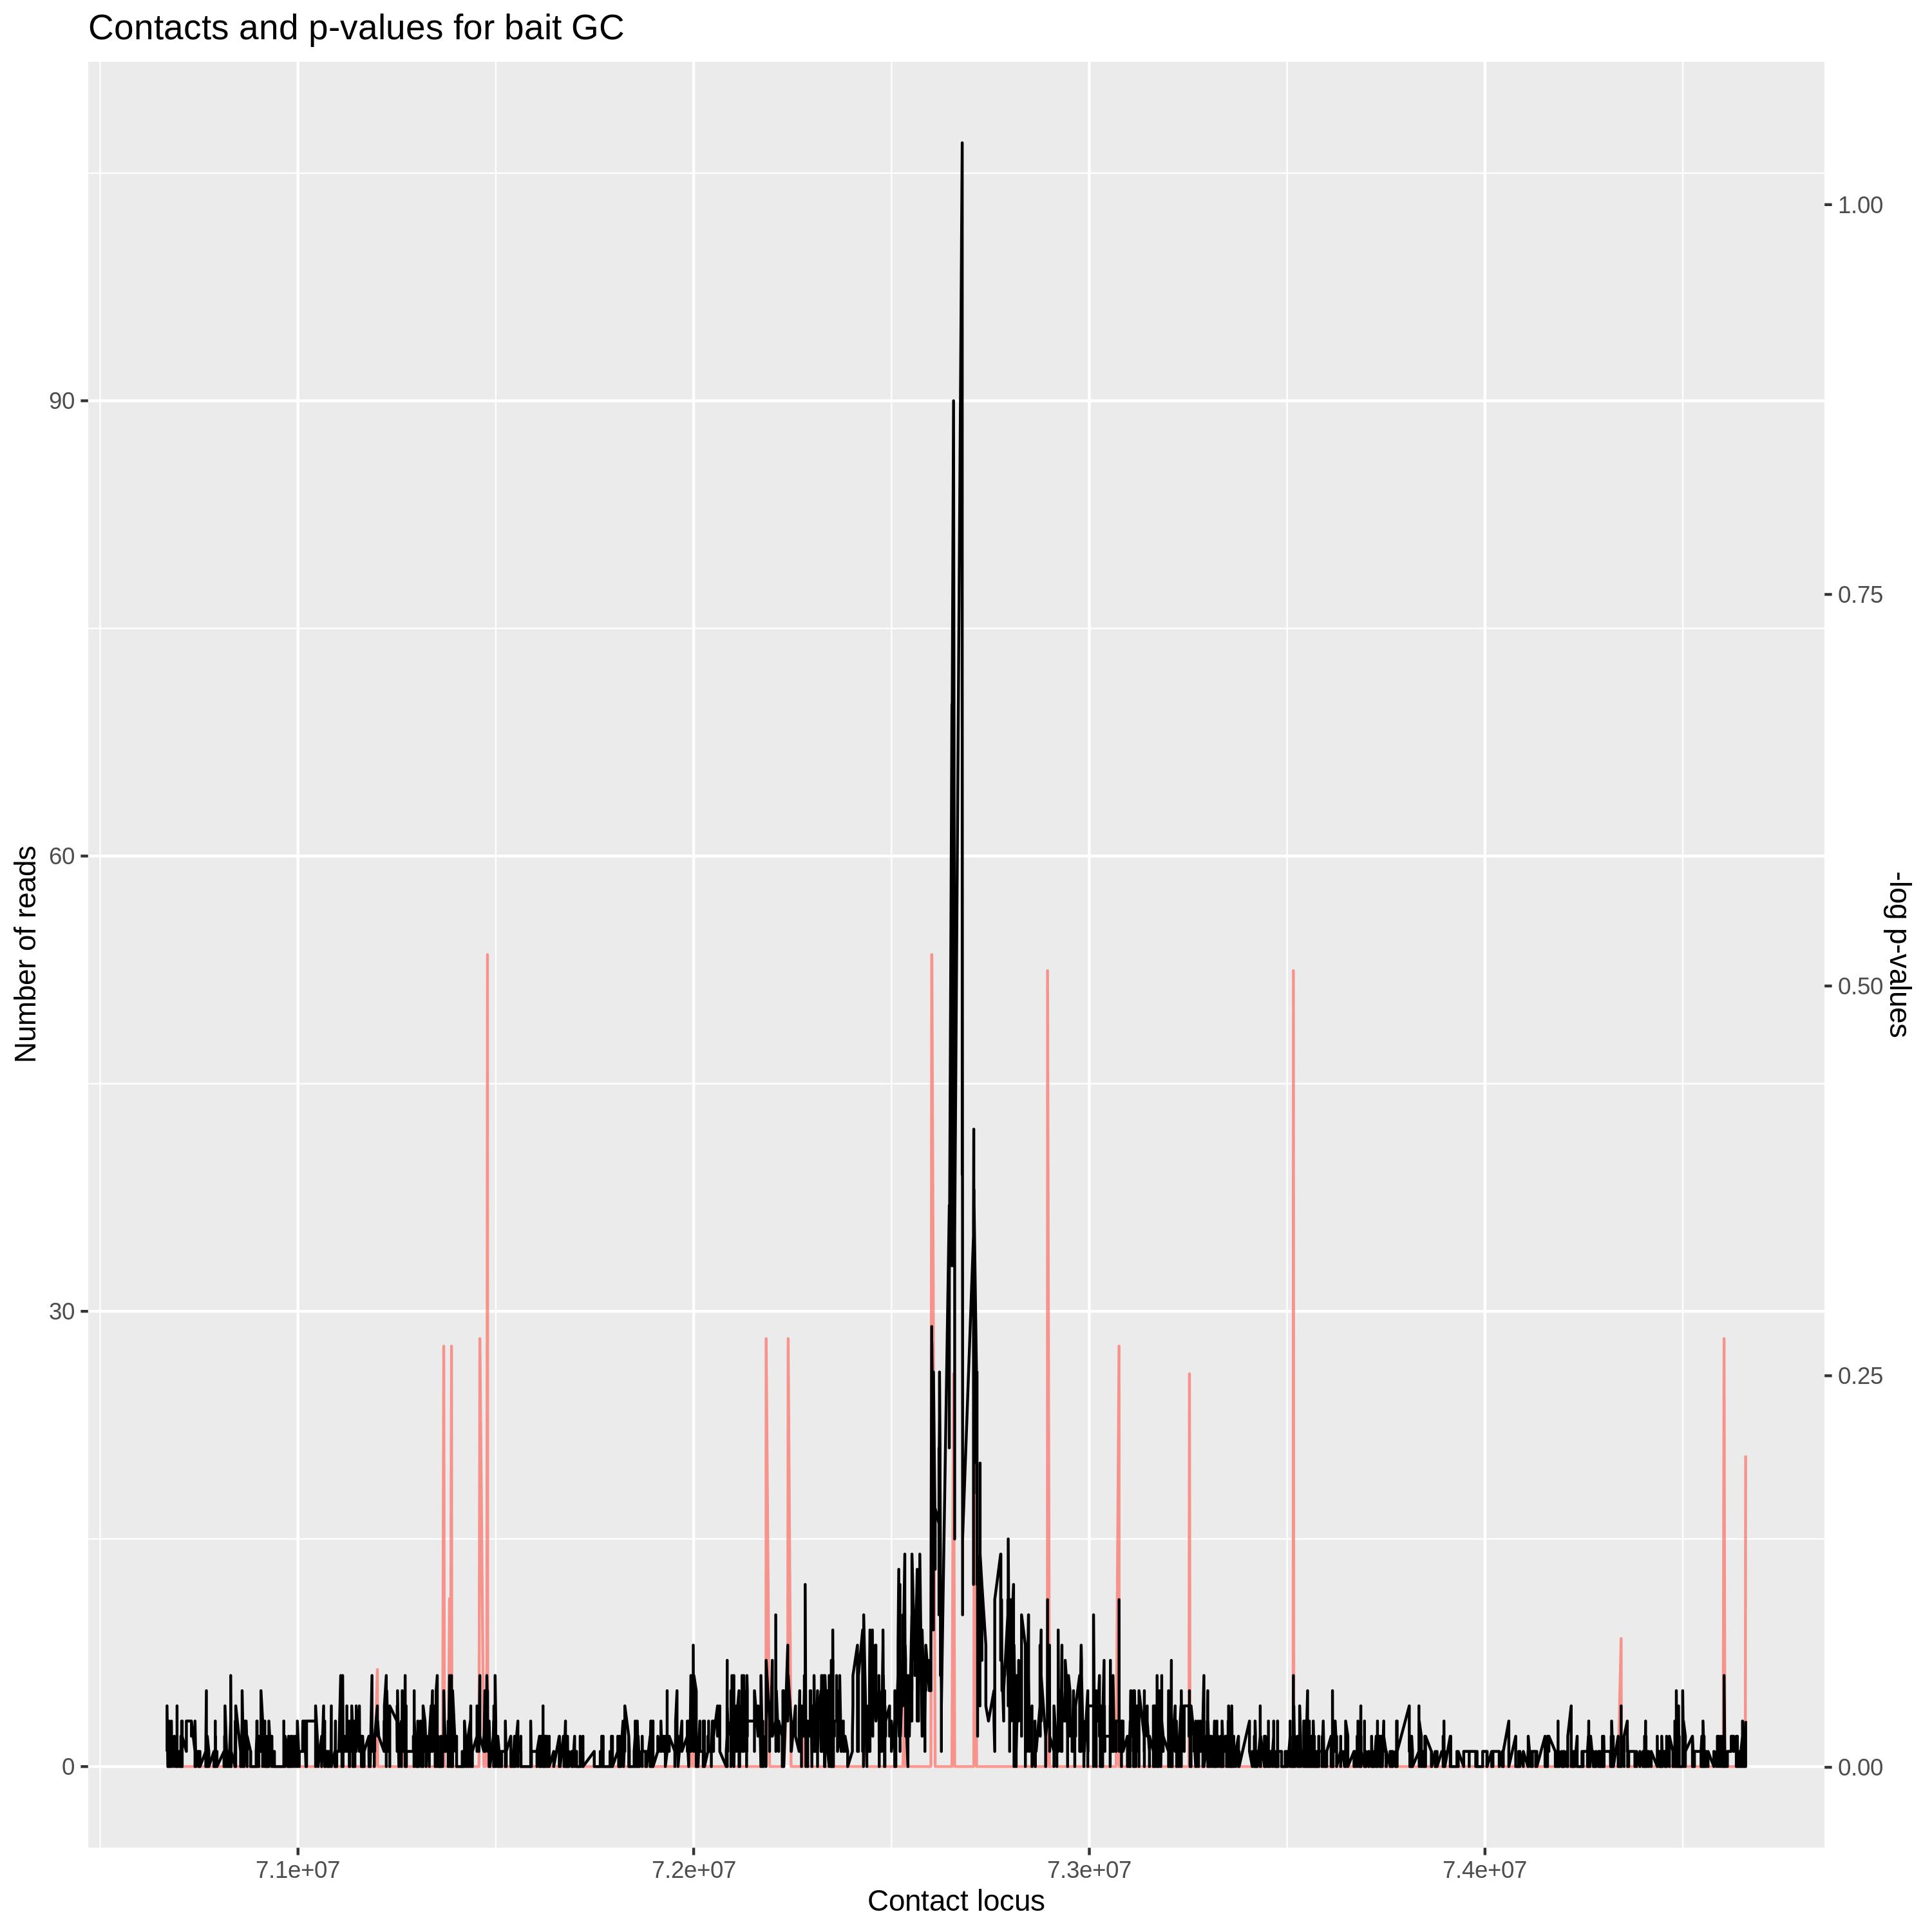 Contacts and p-values for bait GC
Number of reads
90
60
30
0
1.00
0.75
0.50
0.25
0.00
-log p-values
7.1e+07
7.2e+07
7.3e+07
7.4e+07
Contact locus